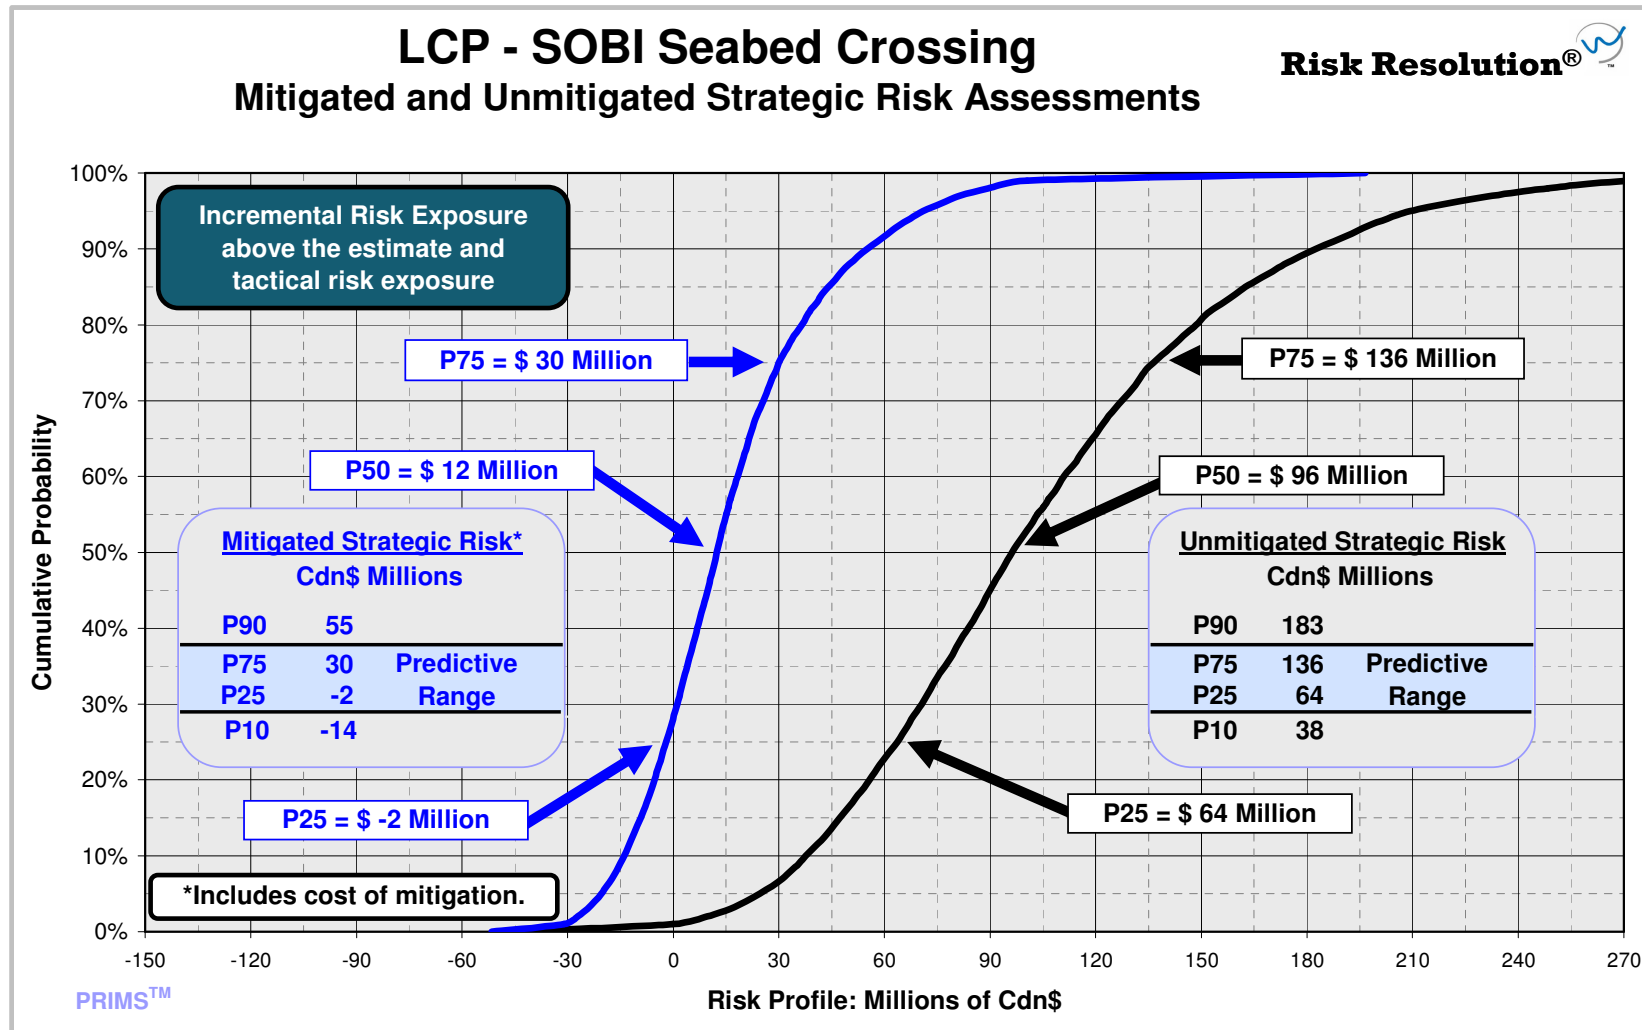 LCP - SOBI Seabed Crossing
Mitigated and Unmitigated Strategic Risk Assessments
Risk Resolution®
TM
Incremental Risk Exposure
above the estimate and
tactical risk exposure
P75 = $ 30 Million
P50 = $ 12 Million
P25 = $ -2 Million
P75 = $ 136 Million
P50 = $ 96 Million
P25 = $ 64 Million
Mitigated Strategic Risk*
Cdn$ Millions
P90 55
P75 30 Predictive
P25 -2 Range
P10 -14
Unmitigated Strategic Risk
Cdn$ Millions
P90 183
P75 136 Predictive
P25 64 Range
P10 38
*Includes cost of mitigation.
Cumulative Probability
100%
90%
80%
70%
60%
50%
40%
30%
20%
10%
0%
-150 -120 -90 -60 -30 0 30 60 90 120 150 180 210 240 270
Risk Profile: Millions of Cdn$
PRIMS™